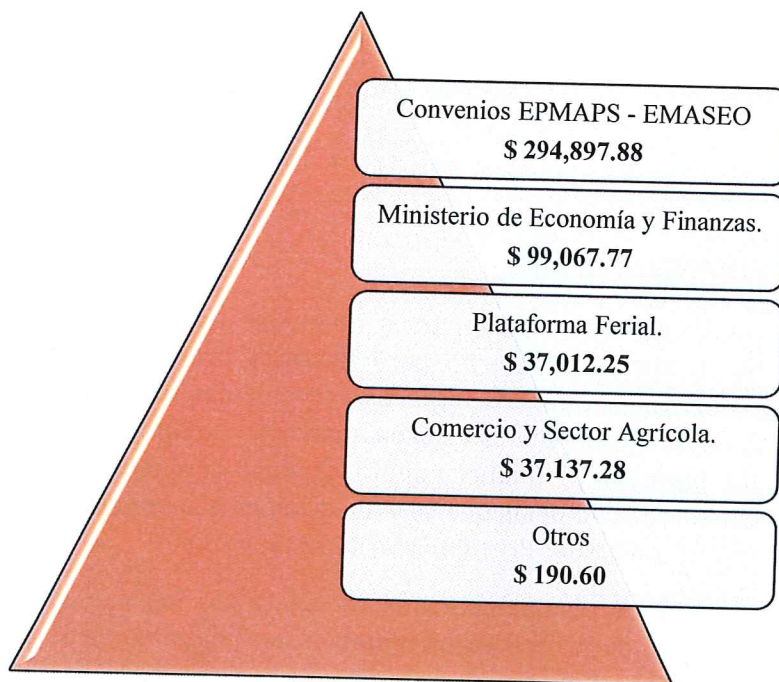 Convenios EPMAPS - EMASEO
$ 294,897.88
Ministerio de Economía y Finanzas.
$ 99,067.77
Plataforma Ferial.
$ 37,012.25
Comercio y Sector Agrícola.
$ 37,137.28
Otros
$ 190.60